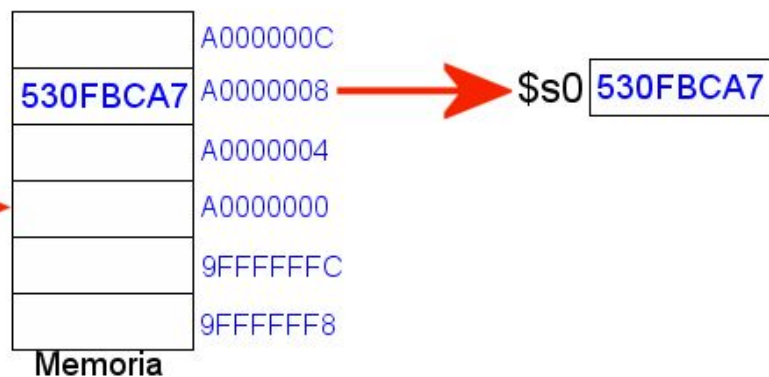 A000000C
530FBCA7 A0000008 $s0 530FBCA7
A0000004
A0000000
9FFFFFFC
9FFFFFF8
Memoria